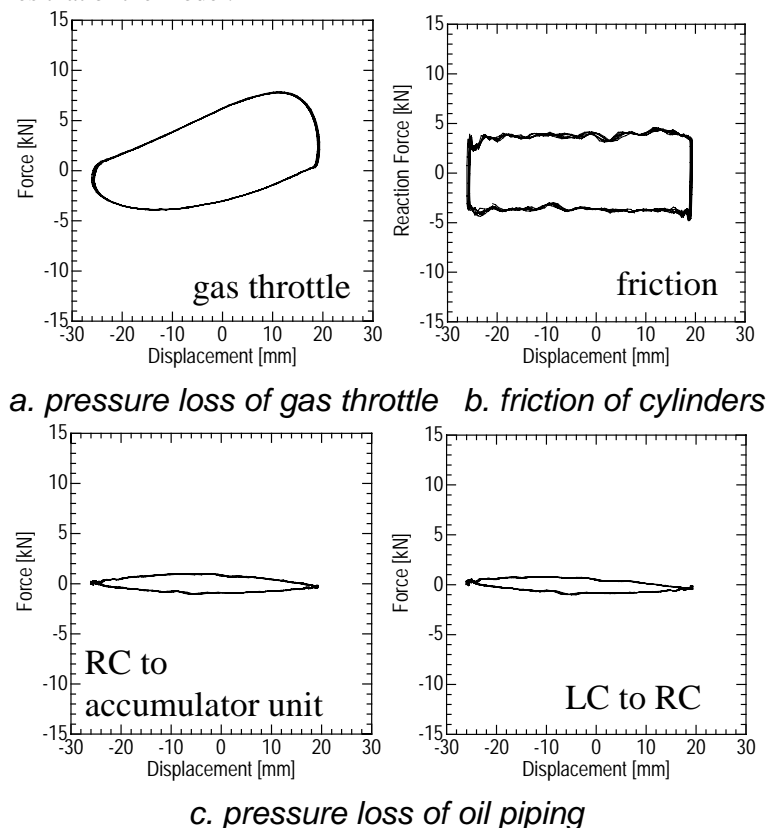 15
10
5
0
-5
-10
-15
-30 -20 -10 0 10 20 30
Force [kN]
Displacement [mm]
gas throttle
15
10
5
0
-5
-10
-15
-30 -20 -10 0 10 20 30
Reaction Force [kN]
Displacement [mm]
friction
a. pressure loss of gas throttle b. friction of cylinders
15
10
5
0
-5
-10
-15
-30 -20 -10 0 10 20 30
Force [kN]
Displacement [mm]
RC to
accumulator unit
15
10
5
0
-5
-10
-15
-30 -20 -10 0 10 20 30
Force [kN]
Displacement [mm]
LC to RC
c. pressure loss of oil piping